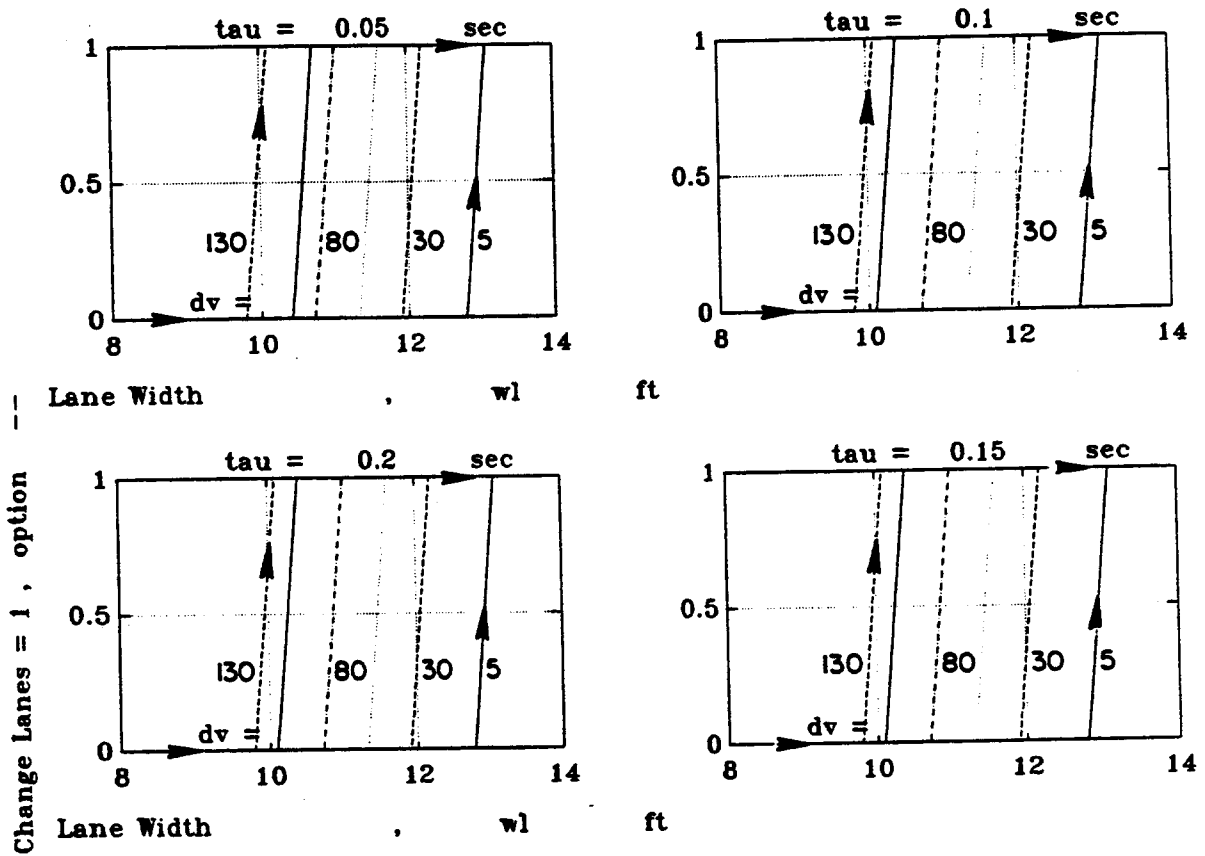 tau = 0.05 sec
1
0.5
0
130 80 30 5
dv =
8 10 12 14
tau = 0.1 sec
1
0.5
0
130 80 30 5
dv =
8 10 12 14
Lane Width , wl ft
tau = 0.2 sec
1
0.5
0
130 80 30 5
dv =
8 10 12 14
tau = 0.15 sec
1
0.5
0
130 80 30 5
dv =
8 10 12 14
Lane Width , wl ft
Change Lanes = 1 , option --